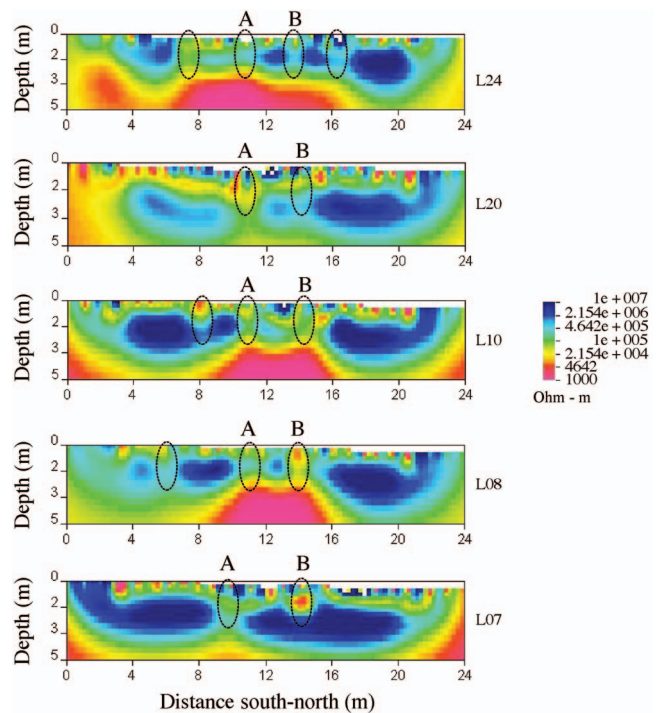 A B
Depth (m)
0
2
3
5
0 4 8 12 16 20 24
L24
A B
Depth (m)
0
2
3
5
0 4 8 12 16 20 24
L20
A B
Depth (m)
0
2
3
5
0 4 8 12 16 20 24
L10
1e + 007
2.154e + 006
4.642e + 005
1e + 005
2.154e + 004
4642
1000
Ohm - m
A B
Depth (m)
0
2
3
5
0 4 8 12 16 20 24
L08
A B
Depth (m)
0
2
3
5
0 4 8 12 16 20 24
L07
Distance south-north (m)